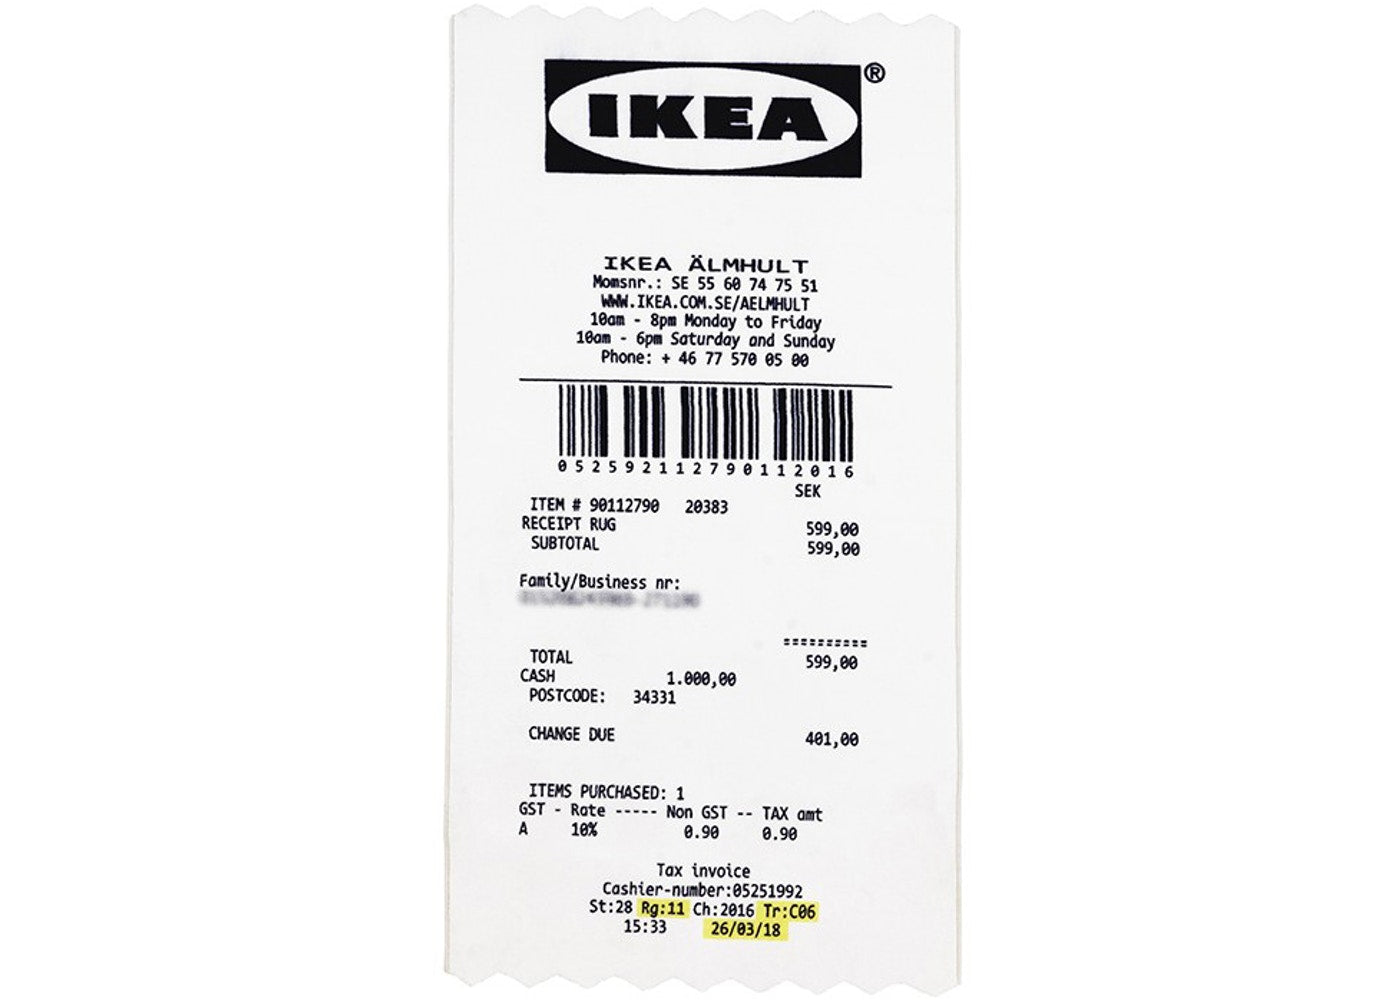 IKEA®
IKEA ÄLMHULT
Momsnr.: SE 55 60 74 75 51
WWW.IKEA.COM.SE/AELMHULT
10am - 8pm Monday to Friday
10am - 6pm Saturday and Sunday
Phone: + 46 77 570 05 00
05259211279011 2016
SEK
ITEM # 90112790 20383
RECEIPT RUG 599,00
SUBTOTAL 599,00
Family/Business nr:
==========
TOTAL 599,00
CASH 1.000,00
POSTCODE: 34331
CHANGE DUE 401,00
ITEMS PURCHASED: 1
GST - Rate ----- Non GST -- TAX amt
A 10% 0.90 0.90
Tax invoice
Cashier-number:05251992
St:28 Rg:11 Ch:2016 Tr:C06
15:33 26/03/18